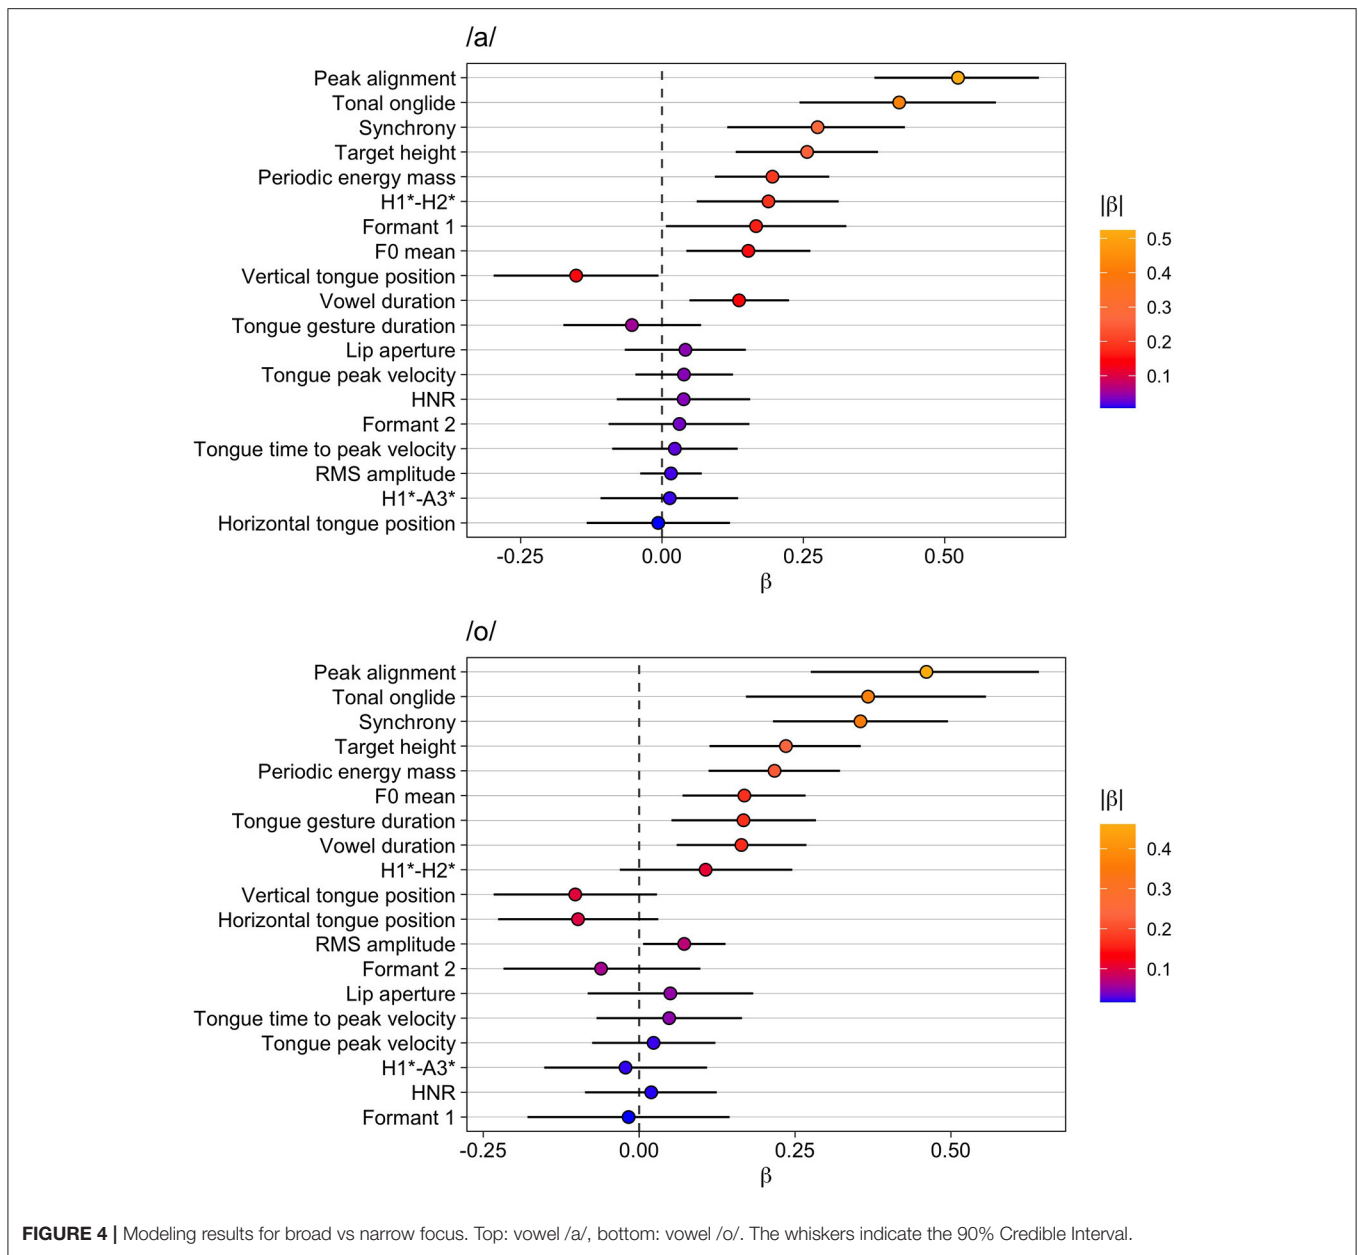 /a/
Peak alignment
Tonal onglide
Synchrony
Target height
Periodic energy mass
H1*-H2*
Formant 1
F0 mean
Vertical tongue position
Vowel duration
Tongue gesture duration
Lip aperture
Tongue peak velocity
HNR
Formant 2
Tongue time to peak velocity
RMS amplitude
H1*-A3*
Horizontal tongue position
-0.25 0.00 0.25 0.50
β
|β|
0.5
0.4
0.3
0.2
0.1
/o/
Peak alignment
Tonal onglide
Synchrony
Target height
Periodic energy mass
F0 mean
Tongue gesture duration
Vowel duration
H1*-H2*
Vertical tongue position
Horizontal tongue position
RMS amplitude
Formant 2
Lip aperture
Tongue time to peak velocity
Tongue peak velocity
H1*-A3*
HNR
Formant 1
-0.25 0.00 0.25 0.50
β
|β|
0.4
0.3
0.2
0.1
FIGURE 4 | Modeling results for broad vs narrow focus. Top: vowel /a/, bottom: vowel /o/. The whiskers indicate the 90% Credible Interval.